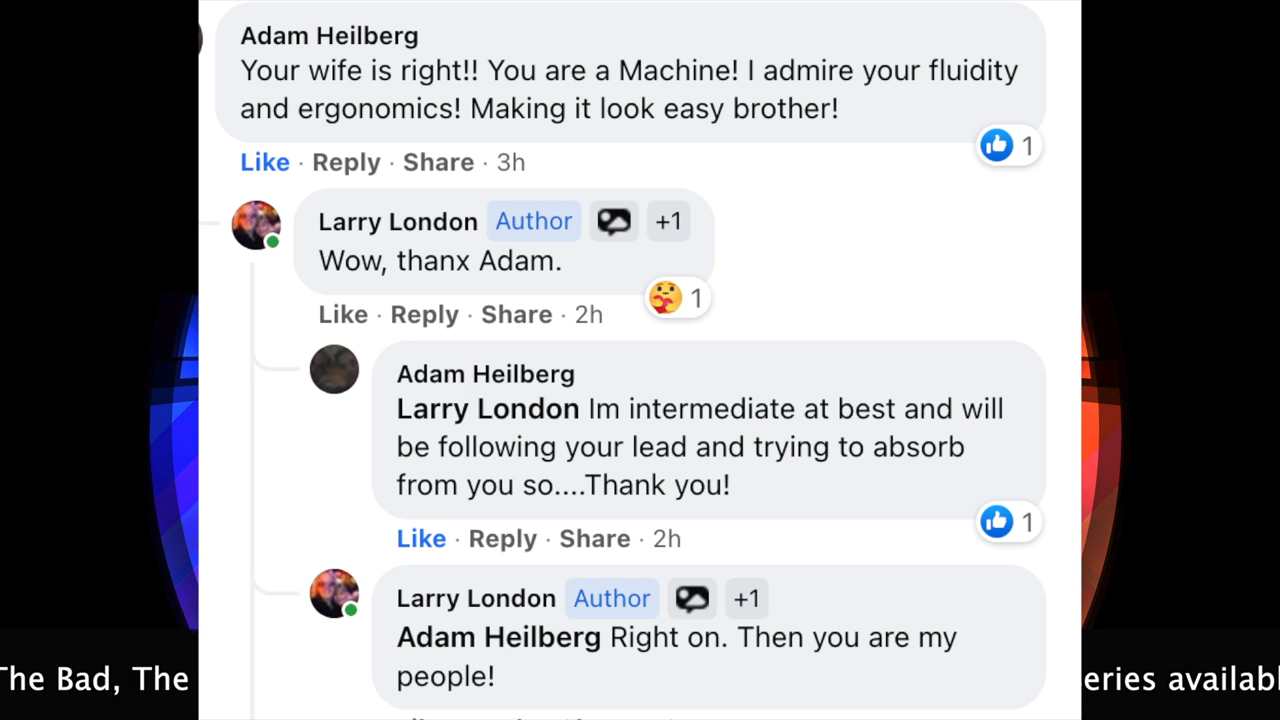 Adam Heilberg
Your wife is right!! You are a Machine! I admire your fluidity
and ergonomics! Making it look easy brother!
1
Like · Reply · Share · 3h
Larry London Author +1
Wow, thanx Adam.
1
Like · Reply · Share · 2h
Adam Heilberg
Larry London Im intermediate at best and will
be following your lead and trying to absorb
from you so....Thank you!
1
Like · Reply · Share · 2h
Larry London Author +1
Adam Heilberg Right on. Then you are my
people!
The Bad, The